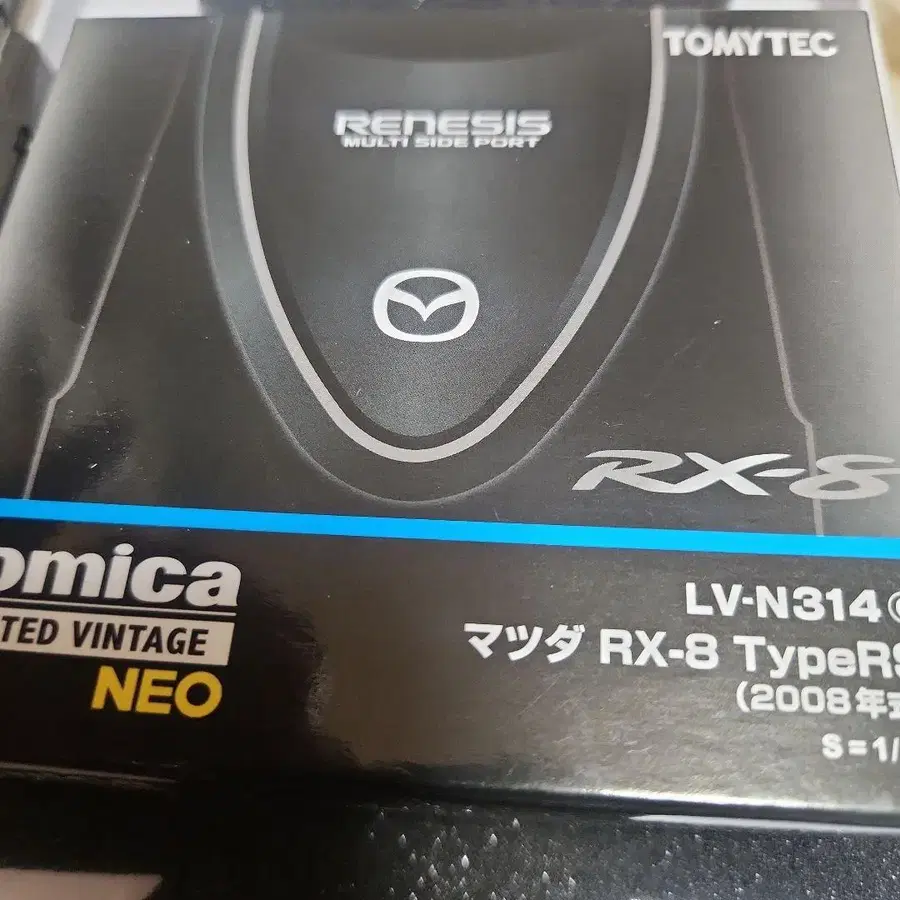 TOMYTEC
RENESIS
MULTI SIDE PORT
RX-8
omica
TED VINTAGE
NEO
LV-N314
マツダ RX-8 TypeRS
(2008年式
S=1/